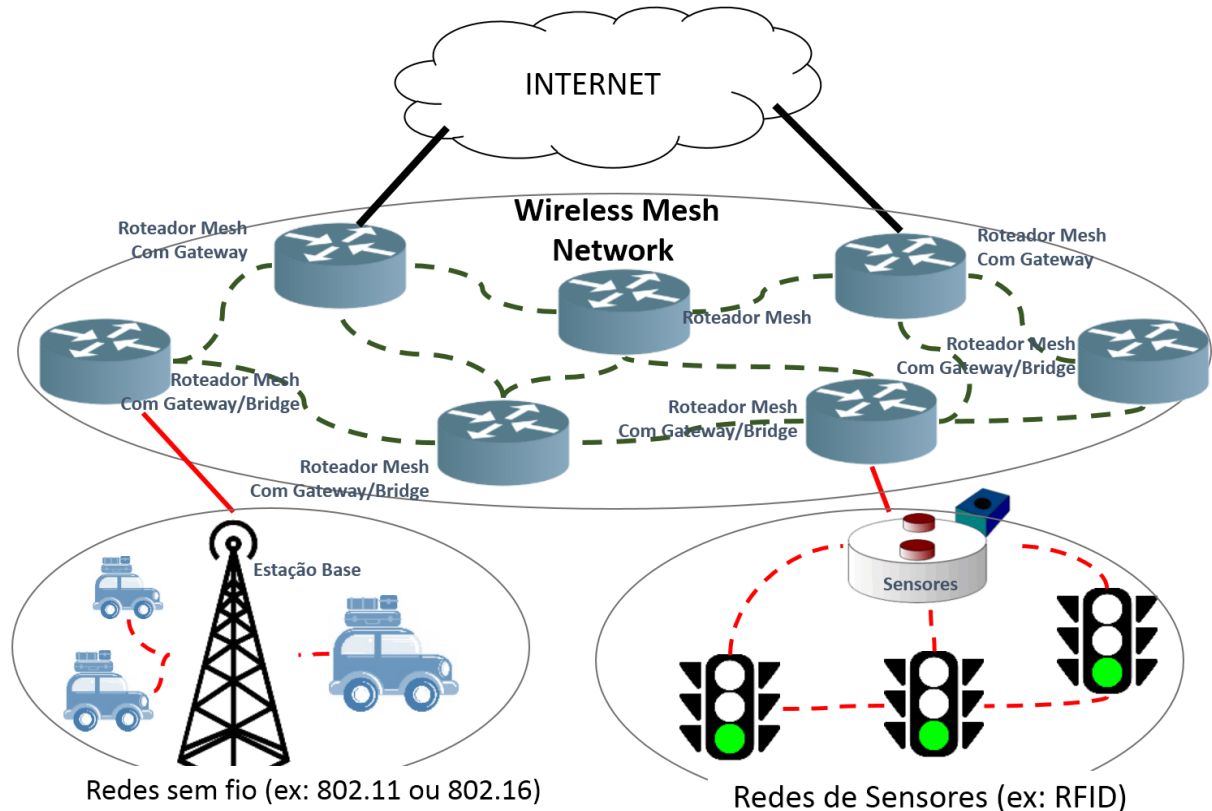 INTERNET
Wireless Mesh
Network
Roteador Mesh
Com Gateway
Roteador Mesh
Com Gateway
Roteador Mesh
Roteador Mesh
Com Gateway/Bridge
Roteador Mesh
Com Gateway/Bridge
Roteador Mesh
Com Gateway/Bridge
Roteador Mesh
Com Gateway/Bridge
Estação Base
Sensores
Redes sem fio (ex: 802.11 ou 802.16)
Redes de Sensores (ex: RFID)